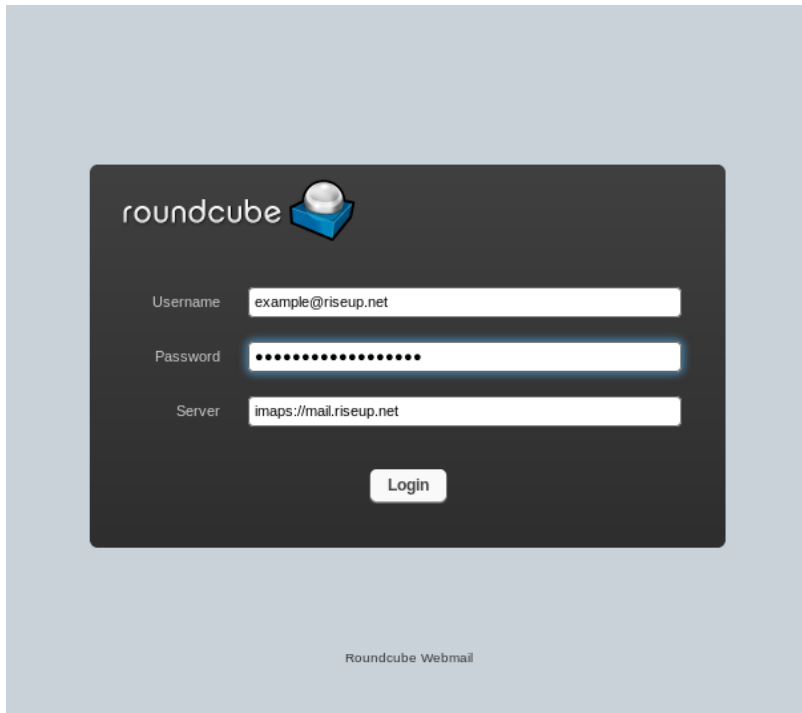 roundcube
Username example@riseup.net
Password ••••••••••••••••••
Server imaps://mail.riseup.net
Login
Roundcube Webmail